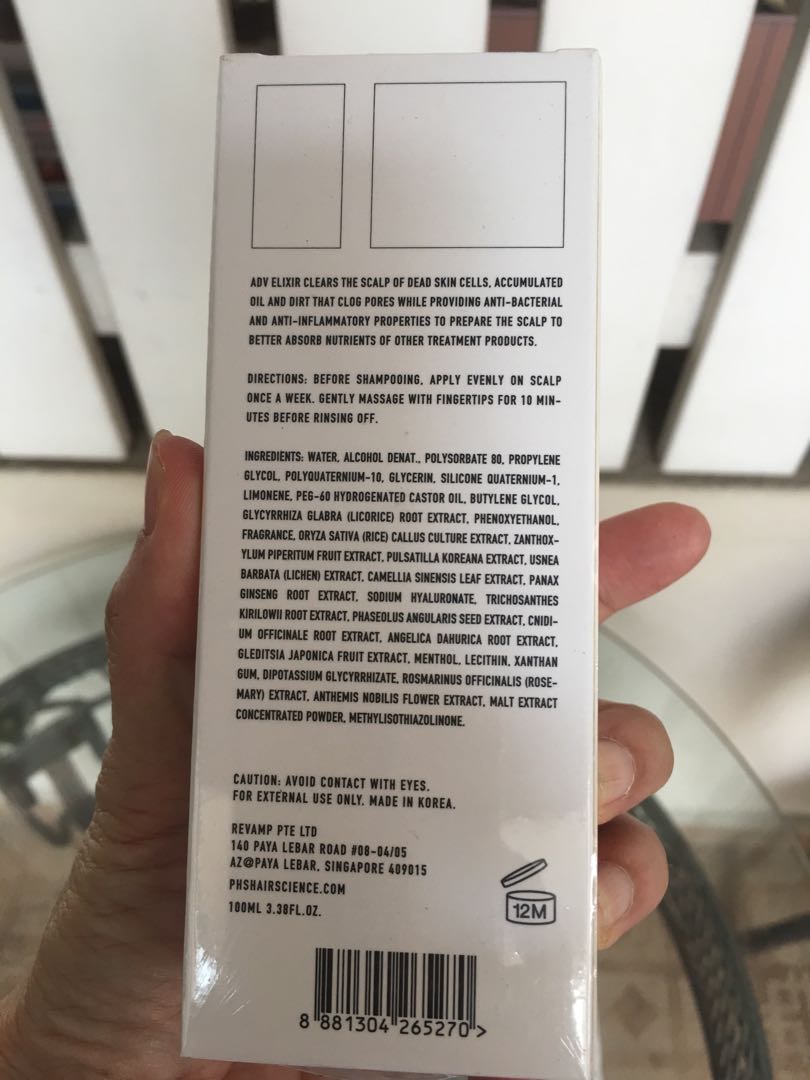 ADV ELIXIR CLEARS THE SCALP OF DEAD SKIN CELLS, ACCUMULATED
OIL AND DIRT THAT CLOG PORES WHILE PROVIDING ANTI-BACTERIAL
AND ANTI-INFLAMMATORY PROPERTIES TO PREPARE THE SCALP TO
BETTER ABSORB NUTRIENTS OF OTHER TREATMENT PRODUCTS.
DIRECTIONS: BEFORE SHAMPOOING, APPLY EVENLY ON SCALP
ONCE A WEEK. GENTLY MASSAGE WITH FINGERTIPS FOR 10 MIN-
UTES BEFORE RINSING OFF.
INGREDIENTS: WATER, ALCOHOL DENAT., POLYSORBATE 80, PROPYLENE
GLYCOL, POLYQUATERNIUM-10, GLYCERIN, SILICONE QUATERNIUM-1,
LIMONENE, PEG-60 HYDROGENATED CASTOR OIL, BUTYLENE GLYCOL,
GLYCYRRHIZA GLABRA (LICORICE) ROOT EXTRACT, PHENOXYETHANOL,
FRAGRANCE, ORYZA SATIVA (RICE) CALLUS CULTURE EXTRACT, ZANTHOX-
YLUM PIPERITUM FRUIT EXTRACT, PULSATILLA KOREANA EXTRACT, USNEA
BARBATA (LICHEN) EXTRACT, CAMELLIA SINENSIS LEAF EXTRACT, PANAX
GINSENG ROOT EXTRACT, SODIUM HYALURONATE, TRICHOSANTHES
KIRILOWII ROOT EXTRACT, PHASEOLUS ANGULARIS SEED EXTRACT, CNIDI-
UM OFFICINALE ROOT EXTRACT, ANGELICA DAHURICA ROOT EXTRACT,
GLEDITSIA JAPONICA FRUIT EXTRACT, MENTHOL, LECITHIN, XANTHAN
GUM, DIPOTASSIUM GLYCYRRHIZATE, ROSMARINUS OFFICINALIS (ROSE-
MARY) EXTRACT, ANTHEMIS NOBILIS FLOWER EXTRACT, MALT EXTRACT
CONCENTRATED POWDER, METHYLISOTHIAZOLINONE.
CAUTION: AVOID CONTACT WITH EYES.
FOR EXTERNAL USE ONLY. MADE IN KOREA.
REVAMP PTE LTD
140 PAYA LEBAR ROAD #08-04/05
AZ@PAYA LEBAR, SINGAPORE 409015
PHSHAIRSCIENCE.COM
100ML 3.38FL.OZ.
12M
8 881304 265270 >